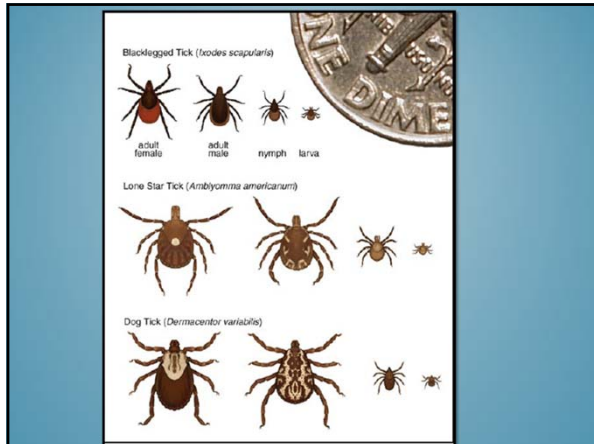 Blacklegged Tick (Ixodes scapularis)
ONE DIME
adult female
adult male
nymph
larva
Lone Star Tick (Amblyomma americanum)
Dog Tick (Dermacentor variabilis)